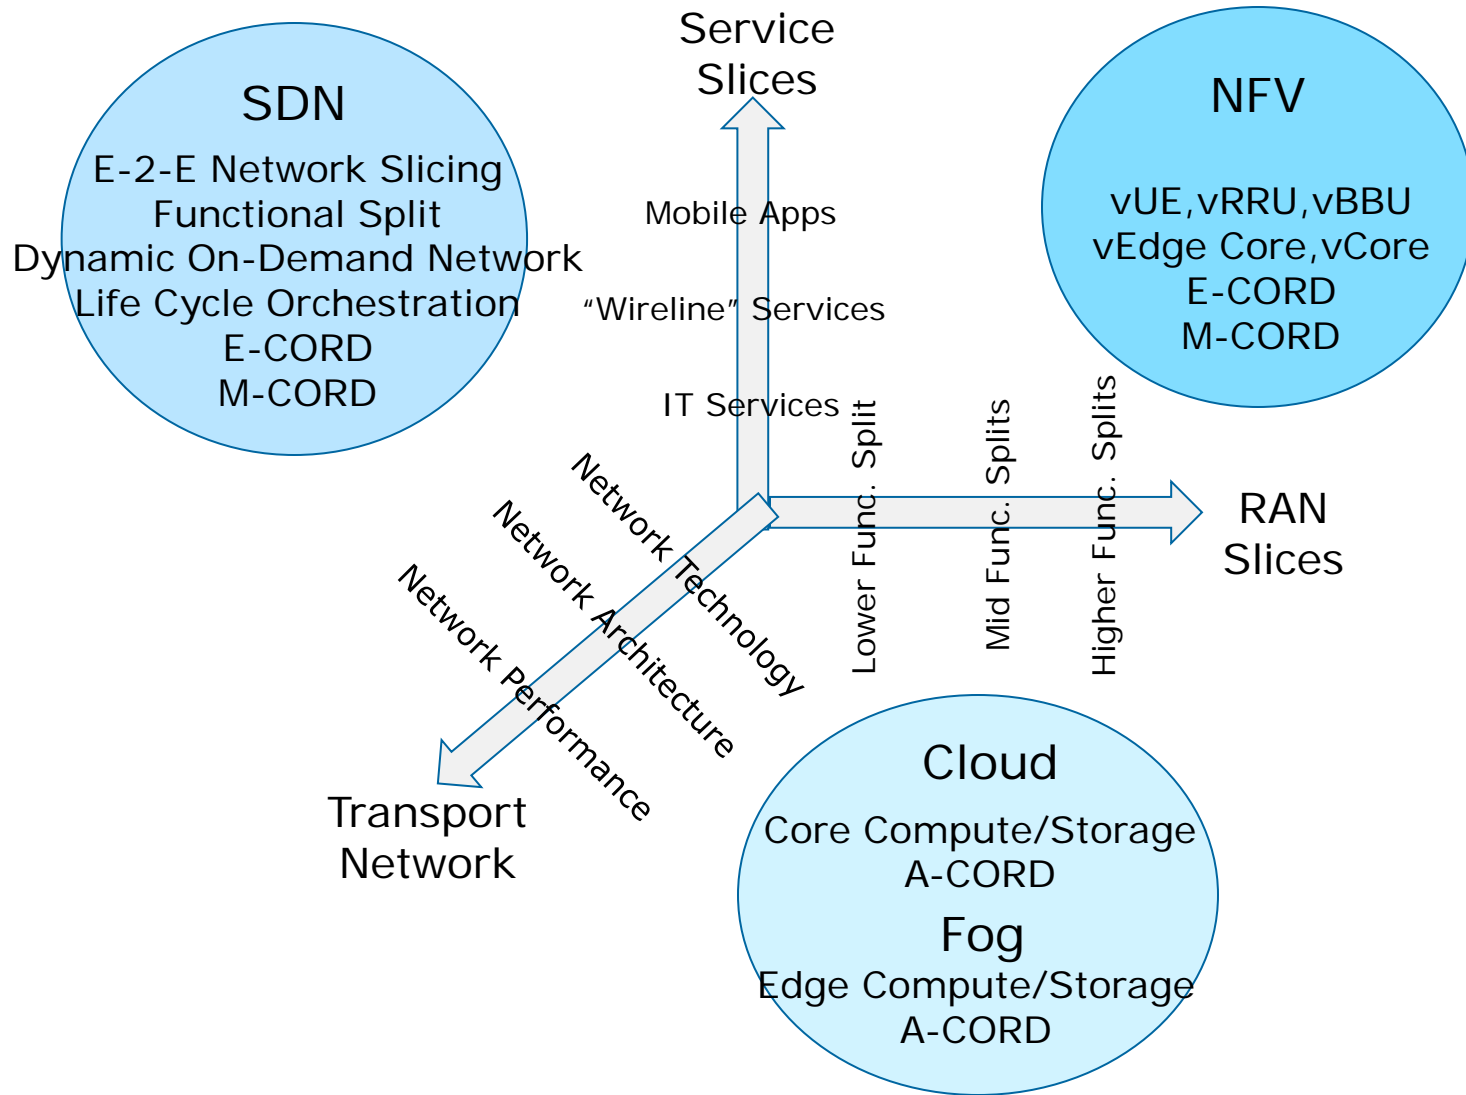 Service
Slices
SDN
E-2-E Network Slicing
Functional Split
Dynamic On-Demand Network
Life Cycle Orchestration
E-CORD
M-CORD
NFV
vUE,vRRU,vBBU
vEdge Core,vCore
E-CORD
M-CORD
Mobile Apps
“Wireline” Services
IT Services
Lower Func. Split
Mid Func. Splits
Higher Func. Splits
RAN
Slices
Network Technology
Network Architecture
Network Performance
Transport
Network
Cloud
Core Compute/Storage
A-CORD
Fog
Edge Compute/Storage
A-CORD